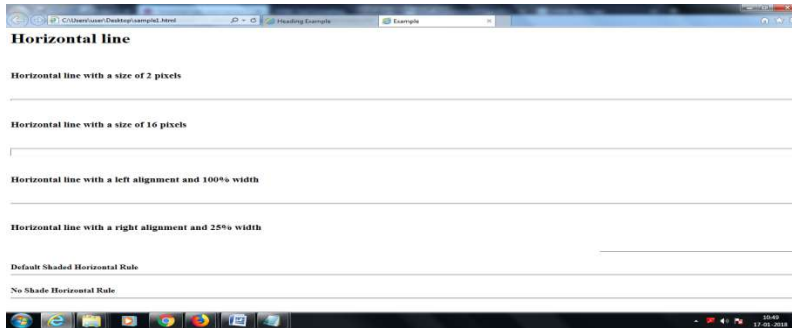 C:\Users\user\Desktop\sample1.html
Heading Example
Example
Horizontal line
Horizontal line with a size of 2 pixels
Horizontal line with a size of 16 pixels
Horizontal line with a left alignment and 100% width
Horizontal line with a right alignment and 25% width
Default Shaded Horizontal Rule
No Shade Horizontal Rule
10:49
17-01-2018